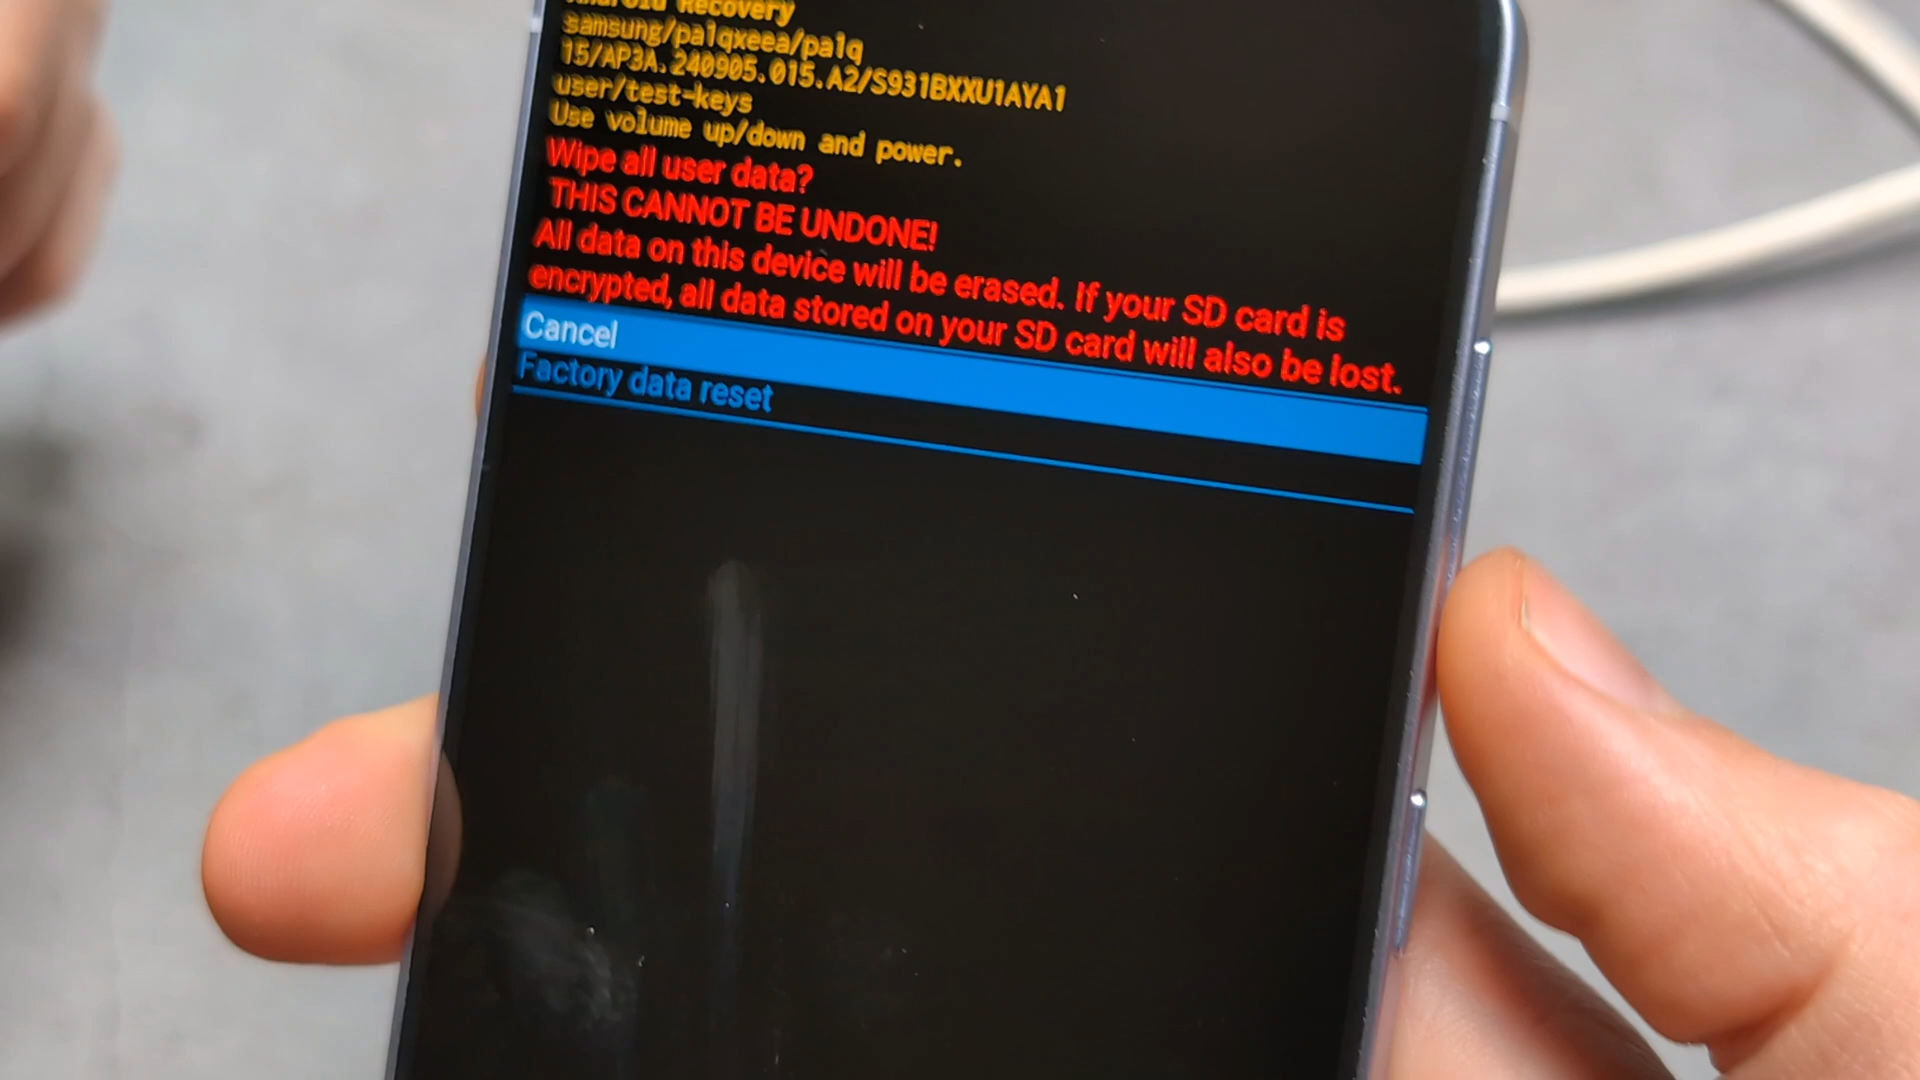 Android Recovery
samsung/pa1qxeea/pa1q
15/AP3A.240905.015.A2/S931BXXU1AYA1
user/test-keys
Use volume up/down and power.
Wipe all user data?
THIS CANNOT BE UNDONE!
All data on this device will be erased. If your SD card is
encrypted, all data stored on your SD card will also be lost.
Cancel
Factory data reset